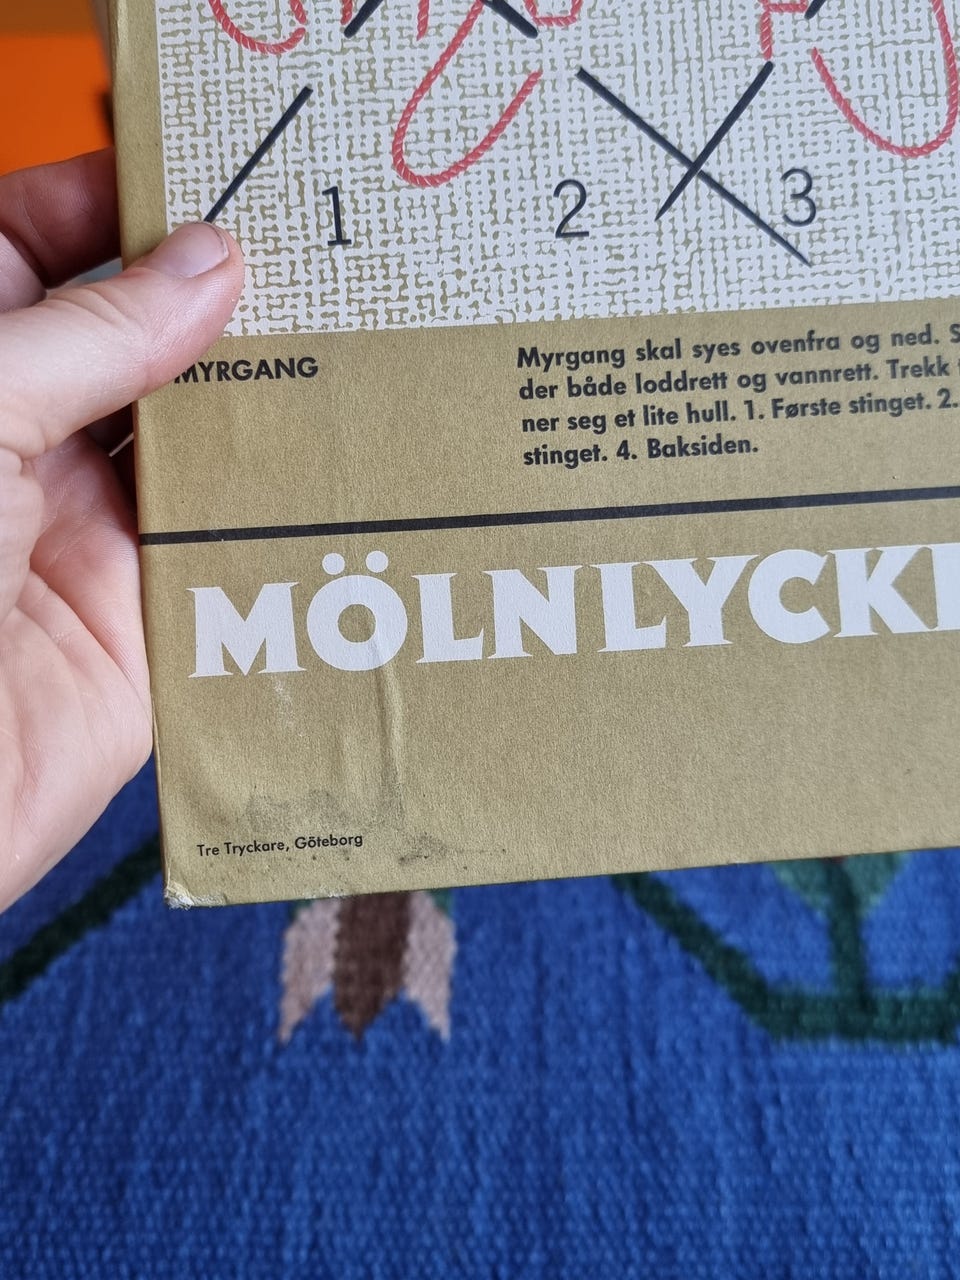 1
2
3
MYRGANG
Myrgang skal syes ovenfra og ned. S
der både loddrett og vannrett. Trekk
ner seg et lite hull. 1. Første stinget. 2.
stinget. 4. Baksiden.
MÖLNLYCK
Tre Tryckare, Göteborg